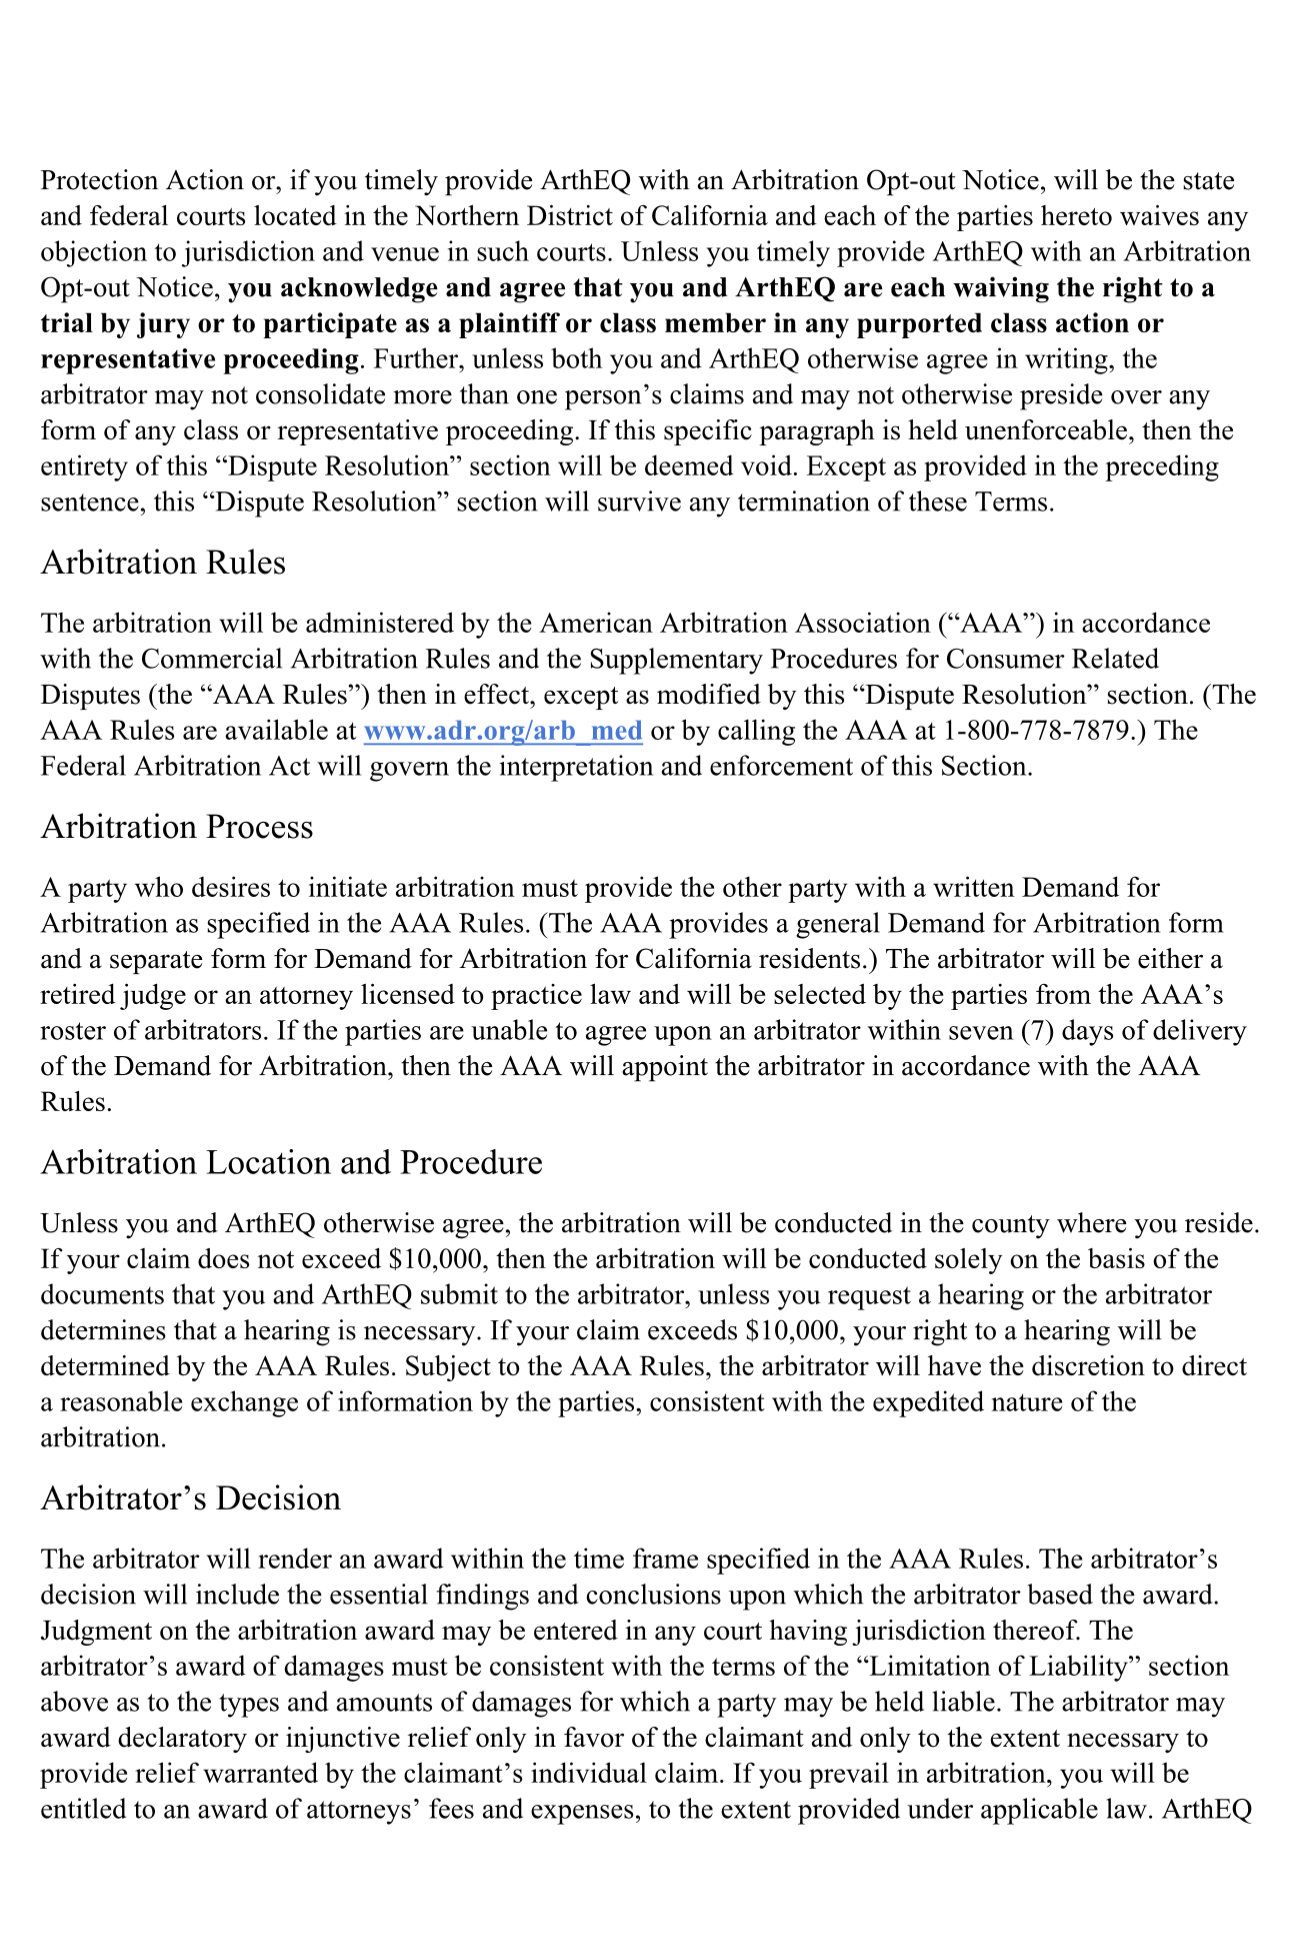 Protection Action or, if you timely provide ArthEQ with an Arbitration Opt-out Notice, will be the state
and federal courts located in the Northern District of California and each of the parties hereto waives any
objection to jurisdiction and venue in such courts. Unless you timely provide ArthEQ with an Arbitration
Opt-out Notice, you acknowledge and agree that you and ArthEQ are each waiving the right to a
trial by jury or to participate as a plaintiff or class member in any purported class action or
representative proceeding. Further, unless both you and ArthEQ otherwise agree in writing, the
arbitrator may not consolidate more than one person’s claims and may not otherwise preside over any
form of any class or representative proceeding. If this specific paragraph is held unenforceable, then the
entirety of this “Dispute Resolution” section will be deemed void. Except as provided in the preceding
sentence, this “Dispute Resolution” section will survive any termination of these Terms.
Arbitration Rules
The arbitration will be administered by the American Arbitration Association (“AAA”) in accordance
with the Commercial Arbitration Rules and the Supplementary Procedures for Consumer Related
Disputes (the “AAA Rules”) then in effect, except as modified by this “Dispute Resolution” section. (The
AAA Rules are available at www.adr.org/arb_med or by calling the AAA at 1-800-778-7879.) The
Federal Arbitration Act will govern the interpretation and enforcement of this Section.
Arbitration Process
A party who desires to initiate arbitration must provide the other party with a written Demand for
Arbitration as specified in the AAA Rules. (The AAA provides a general Demand for Arbitration form
and a separate form for Demand for Arbitration for California residents.) The arbitrator will be either a
retired judge or an attorney licensed to practice law and will be selected by the parties from the AAA’s
roster of arbitrators. If the parties are unable to agree upon an arbitrator within seven (7) days of delivery
of the Demand for Arbitration, then the AAA will appoint the arbitrator in accordance with the AAA
Rules.
Arbitration Location and Procedure
Unless you and ArthEQ otherwise agree, the arbitration will be conducted in the county where you reside.
If your claim does not exceed $10,000, then the arbitration will be conducted solely on the basis of the
documents that you and ArthEQ submit to the arbitrator, unless you request a hearing or the arbitrator
determines that a hearing is necessary. If your claim exceeds $10,000, your right to a hearing will be
determined by the AAA Rules. Subject to the AAA Rules, the arbitrator will have the discretion to direct
a reasonable exchange of information by the parties, consistent with the expedited nature of the
arbitration.
Arbitrator’s Decision
The arbitrator will render an award within the time frame specified in the AAA Rules. The arbitrator’s
decision will include the essential findings and conclusions upon which the arbitrator based the award.
Judgment on the arbitration award may be entered in any court having jurisdiction thereof. The
arbitrator’s award of damages must be consistent with the terms of the “Limitation of Liability” section
above as to the types and amounts of damages for which a party may be held liable. The arbitrator may
award declaratory or injunctive relief only in favor of the claimant and only to the extent necessary to
provide relief warranted by the claimant’s individual claim. If you prevail in arbitration, you will be
entitled to an award of attorneys’ fees and expenses, to the extent provided under applicable law. ArthEQ